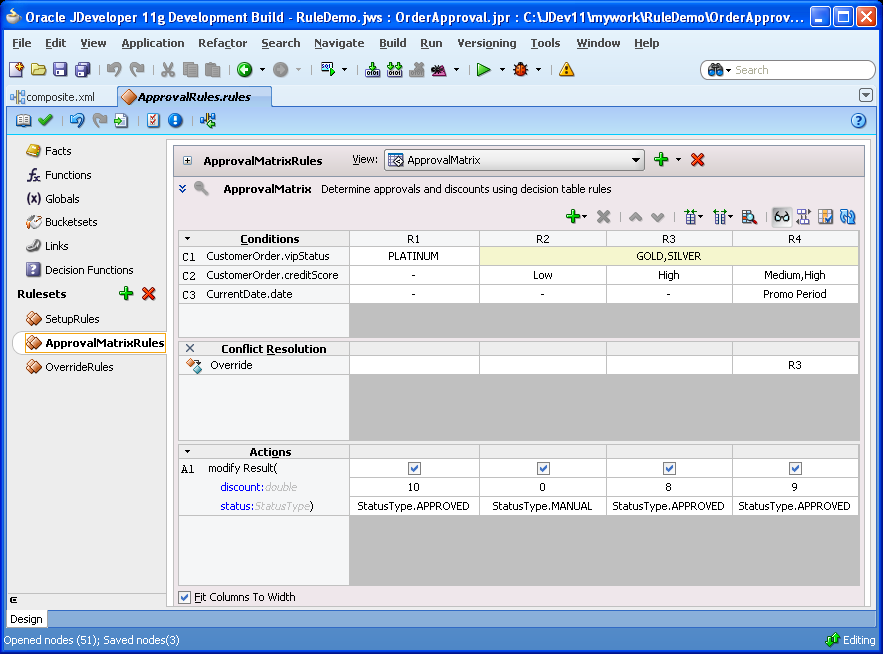 Oracle JDeveloper 11g Development Build - RuleDemo.jws : OrderApproval.jpr : C:\JDev11\mywork\RuleDemo\OrderApprov...
File Edit View Application Refactor Search Navigate Build Run Versioning Tools Window Help
Search
composite.xml ApprovalRules.rules
Facts
Functions
Globals
Bucketsets
Links
Decision Functions
Rulesets
SetupRules
ApprovalMatrixRules
OverrideRules
ApprovalMatrixRules View: ApprovalMatrix
ApprovalMatrix Determine approvals and discounts using decision table rules
Conditions R1 R2 R3 R4
C1 CustomerOrder.vipStatus PLATINUM GOLD,SILVER
C2 CustomerOrder.creditScore - Low High Medium,High
C3 CurrentDate.date - - - Promo Period
Conflict Resolution
Override R3
Actions
A1 modify Result(
discount:double 10 0 8 9
status:StatusType) StatusType.APPROVED StatusType.MANUAL StatusType.APPROVED StatusType.APPROVED
Fit Columns To Width
Design
Opened nodes (51); Saved nodes(3) Editing